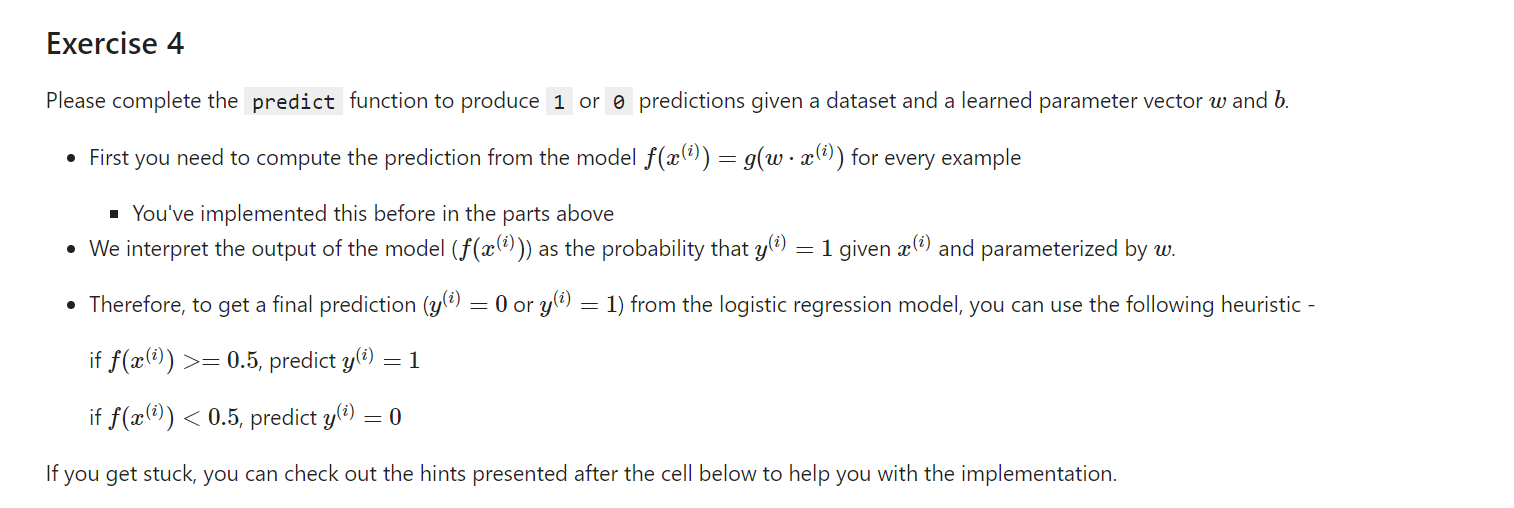 Exercise 4
Please complete the predict function to produce 1 or 0 predictions given a dataset and a learned parameter vector w and b.
• First you need to compute the prediction from the model f(x⁽ⁱ⁾) = g(w · x⁽ⁱ⁾) for every example
▪ You've implemented this before in the parts above
• We interpret the output of the model (f(x⁽ⁱ⁾)) as the probability that y⁽ⁱ⁾ = 1 given x⁽ⁱ⁾ and parameterized by w.
• Therefore, to get a final prediction (y⁽ⁱ⁾ = 0 or y⁽ⁱ⁾ = 1) from the logistic regression model, you can use the following heuristic -
if f(x⁽ⁱ⁾) >= 0.5, predict y⁽ⁱ⁾ = 1
if f(x⁽ⁱ⁾) < 0.5, predict y⁽ⁱ⁾ = 0
If you get stuck, you can check out the hints presented after the cell below to help you with the implementation.